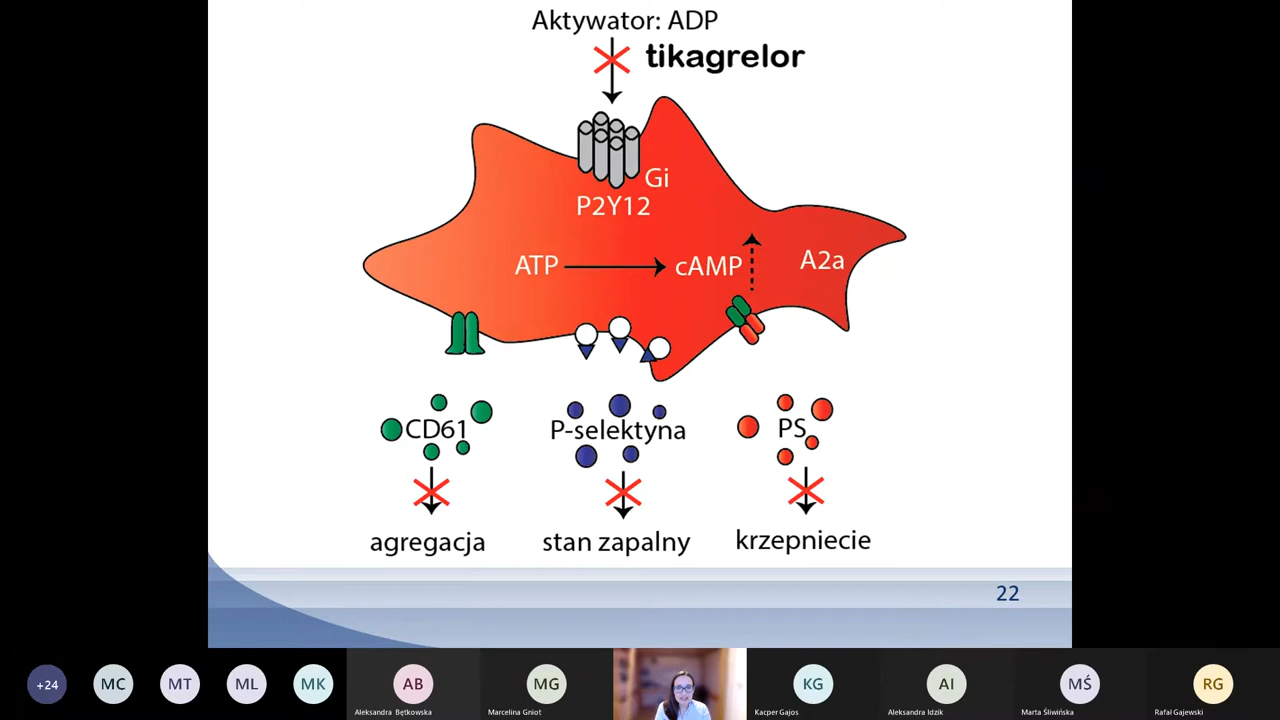 Aktywator: ADP
tikagrelor
Gi
P2Y12
ATP
cAMP
A2a
CD61
P-selektyna
PS
agregacja
stan zapalny
krzepniecie
22
+24
MC
MT
ML
MK
AB
MG
KG
AI
MŚ
RG
Aleksandra Bętkowska
Marcelina Gniot
Kacper Gajos
Aleksandra Idzik
Marta Śliwińska
Rafał Gajewski